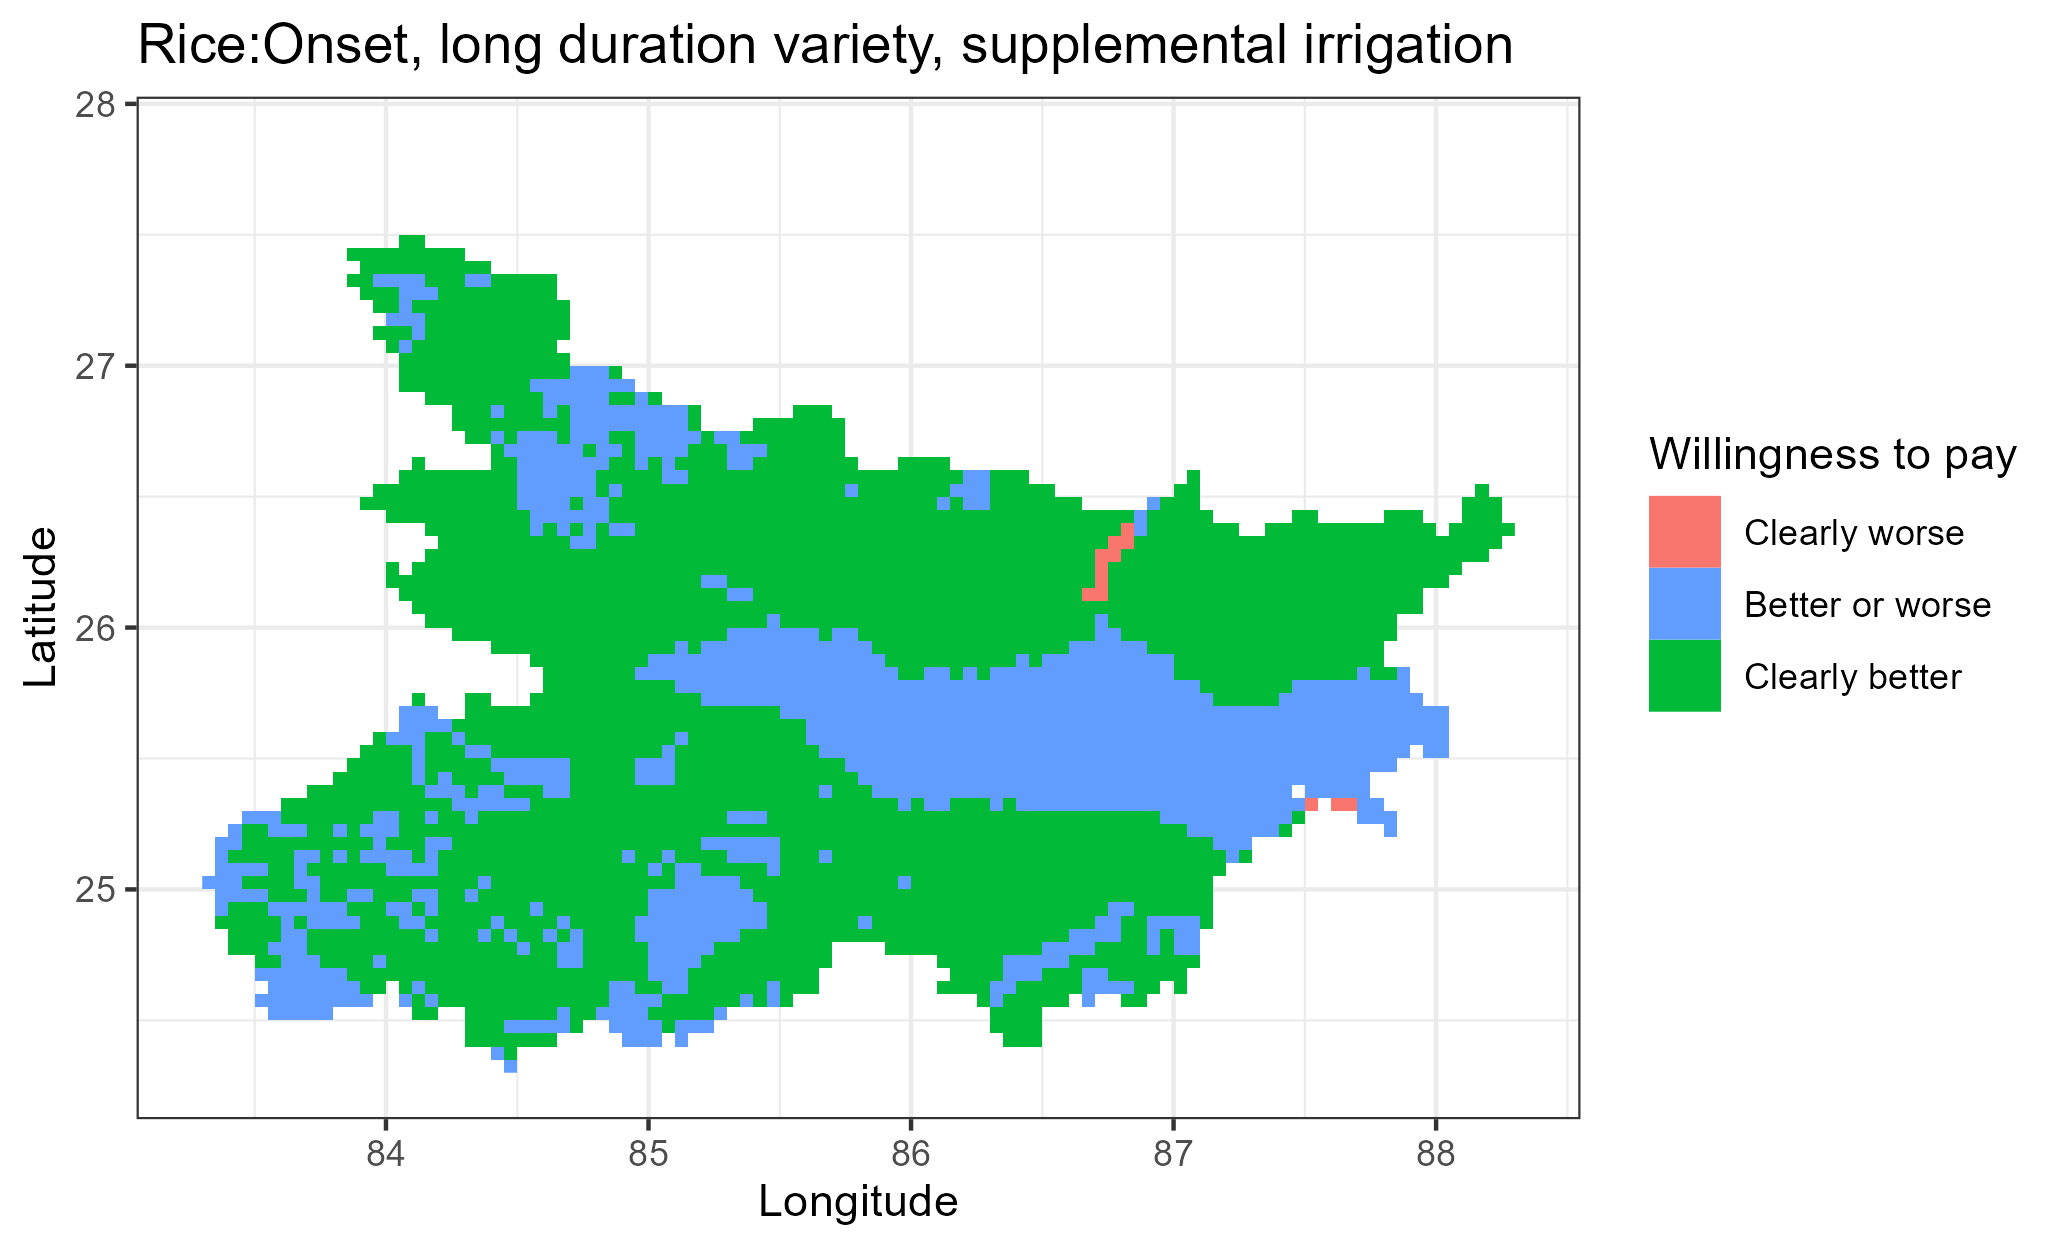 Rice:Onset, long duration variety, supplemental irrigation
28
27
26
25
Latitude
84 85 86 87 88
Longitude
Willingness to pay
Clearly worse
Better or worse
Clearly better